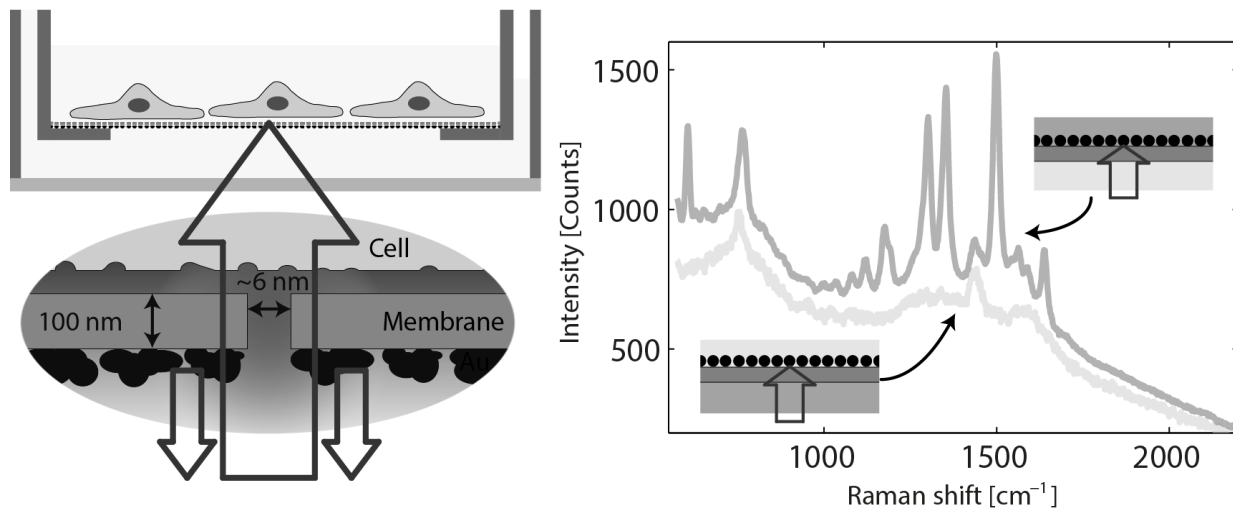 Cell
~6 nm
100 nm
Membrane
Au
Intensity [Counts]
1500
1000
500
1000
1500
2000
Raman shift [cm⁻¹]